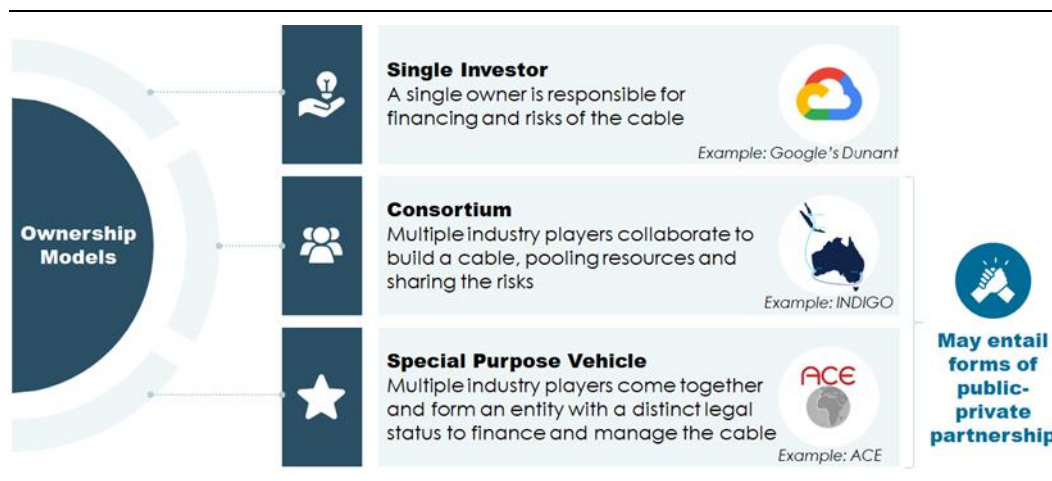 Ownership
Models
Single Investor
A single owner is responsible for
financing and risks of the cable
Example: Google's Dunant
Consortium
Multiple industry players collaborate to
build a cable, pooling resources and
sharing the risks
Example: INDIGO
Special Purpose Vehicle
Multiple industry players come together
and form an entity with a distinct legal
status to finance and manage the cable
ACE
Example: ACE
May entail
forms of
public-
private
partnership